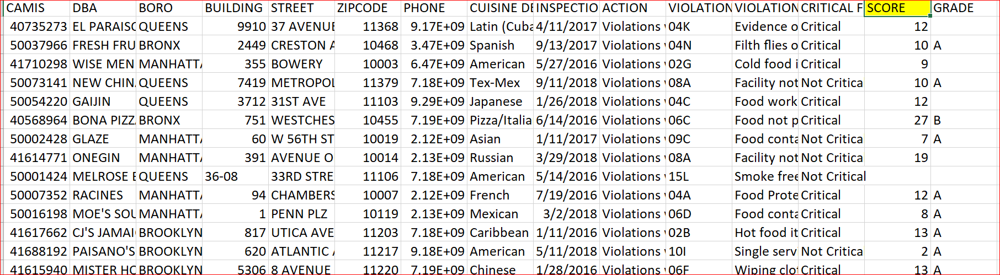 CAMIS DBA BORO BUILDING STREET ZIPCODE PHONE CUISINE DE INSPECTIO ACTION VIOLATION VIOLATION CRITICAL F SCORE GRADE
40735273 EL PARAISO QUEENS 9910 37 AVENUE 11368 9.17E+09 Latin (Cuba 4/11/2017 Violations 04K Evidence o Critical 12
50037966 FRESH FRU BRONX 2449 CRESTON A 10468 3.47E+09 Spanish 9/13/2017 Violations 04N Filth flies o Critical 10 A
41710298 WISE MEN MANHATTA 355 BOWERY 10003 6.47E+09 American 5/27/2016 Violations 02G Cold food i Critical 9
50073141 NEW CHIN QUEENS 7419 METROPOL 11379 7.18E+09 Tex-Mex 9/11/2018 Violations 08A Facility not Not Critica 10 A
50054220 GAIJIN QUEENS 3712 31ST AVE 11103 9.29E+09 Japanese 1/26/2018 Violations 04C Food work Critical 12
40568964 BONA PIZZ BRONX 751 WESTCHES 10455 7.19E+09 Pizza/Italia 6/14/2016 Violations 06C Food not p Critical 27 B
50002428 GLAZE MANHATTA 60 W 56TH ST 10019 2.12E+09 Asian 1/11/2017 Violations 09C Food conta Not Critica 7 A
41614771 ONEGIN MANHATTA 391 AVENUE O 10014 2.13E+09 Russian 3/29/2018 Violations 08A Facility not Not Critica 19
50001424 MELROSE B QUEENS 36-08 33RD STRE 11106 7.18E+09 American 5/14/2016 Violations 15L Smoke free Not Critical
50007352 RACINES MANHATTA 94 CHAMBERS 10007 2.12E+09 French 7/19/2016 Violations 04A Food Prote Critical 12 A
50016198 MOE'S SOU MANHATTA 1 PENN PLZ 10119 2.13E+09 Mexican 3/2/2018 Violations 06D Food conta Critical 8 A
41617662 CJ'S JAMAI BROOKLYN 817 UTICA AVE 11203 7.18E+09 Caribbean 1/11/2016 Violations 02B Hot food it Critical 13 A
41688192 PAISANO'S BROOKLYN 620 ATLANTIC A 11217 9.18E+09 American 5/11/2018 Violations 10I Single serv Not Critica 2 A
41615940 MISTER HO BROOKLYN 5306 8 AVENUE 11220 7.19E+09 Chinese 1/28/2016 Violations 06F Wiping clot Critical 13 A